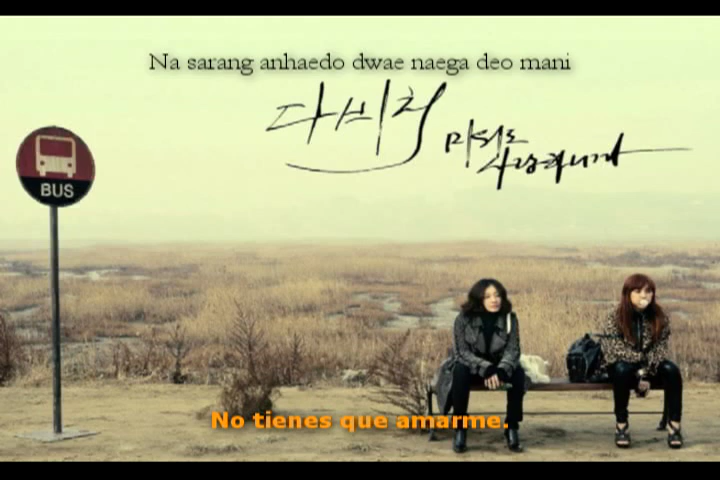 Na sarang anhaedo dwae naega deo mani
다비치
미워도
사랑하니까
BUS
No tienes que amarme.